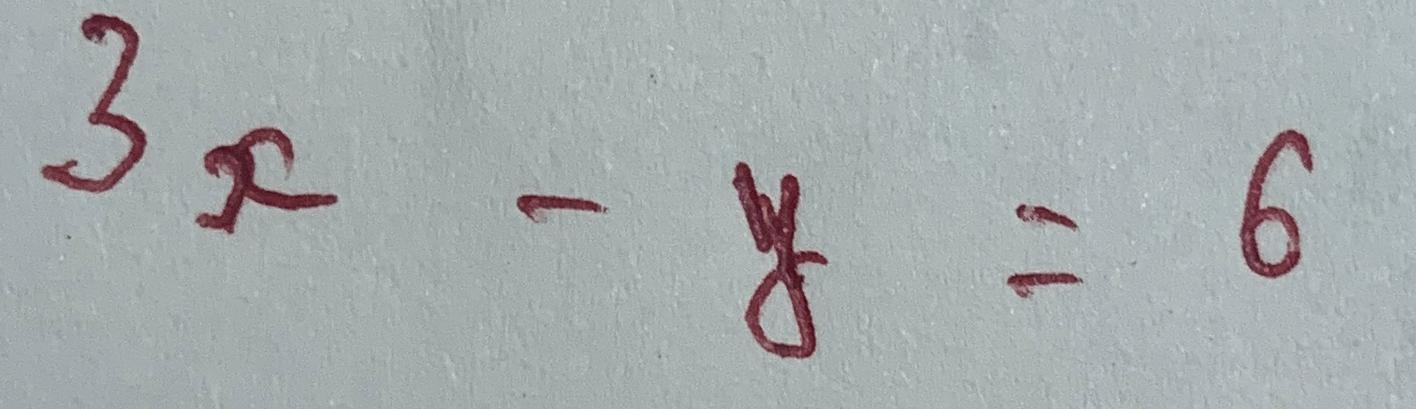 3x - y = 6